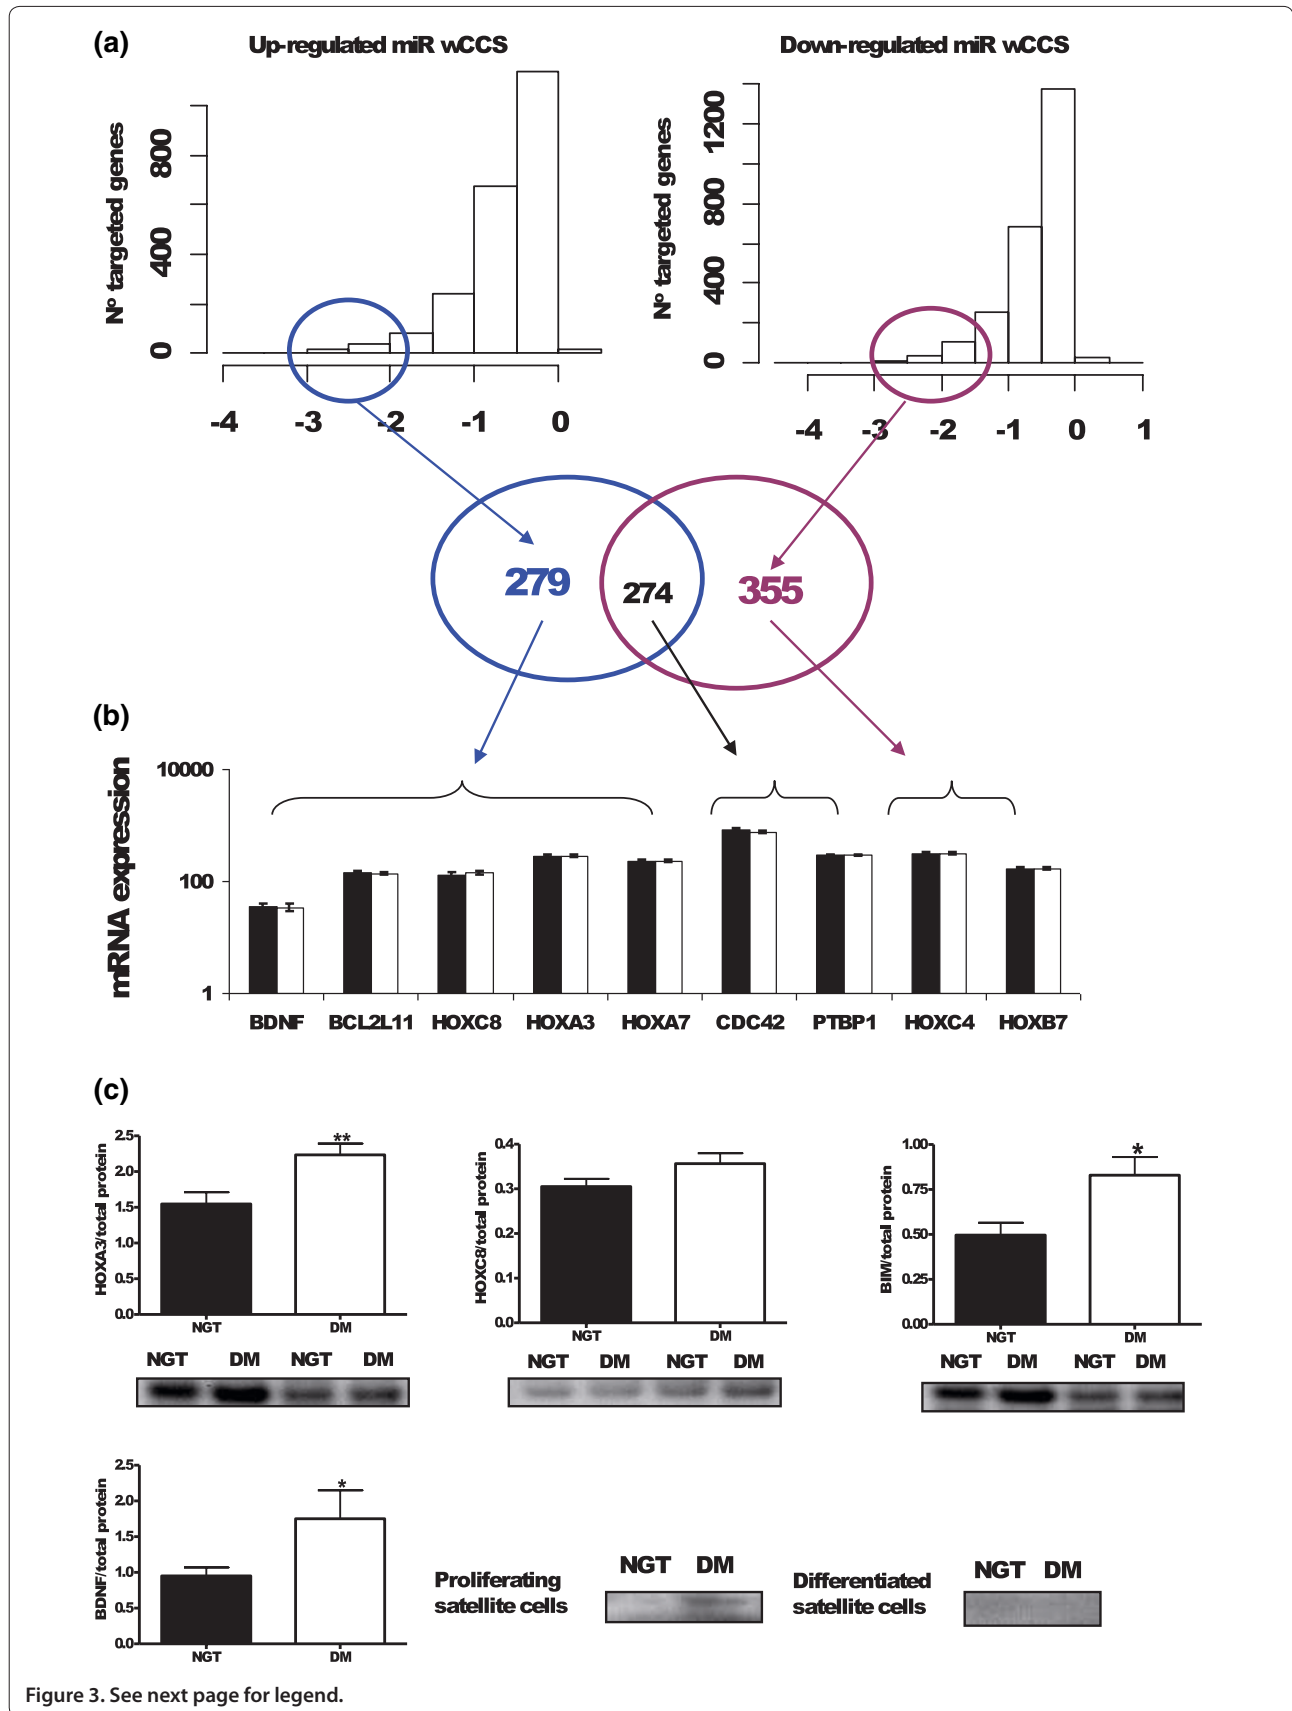 (a)
Up-regulated miR wCCS
Down-regulated miR wCCS
Nº targeted genes
0 400 800
-4 -3 -2 -1 0
Nº targeted genes
0 400 800 1200
-4 -3 -2 -1 0 1
279
274
355
(b)
mRNA expression
10000
100
1
BDNF BCL2L11 HOXC8 HOXA3 HOXA7 CDC42 PTBP1 HOXC4 HOXB7
(c)
HOXA3/total protein
2.5
2.0
1.5
1.0
0.5
0.0
**
NGT DM
NGT DM NGT DM
HOXC8/total protein
0.4
0.3
0.2
0.1
0.0
NGT DM
NGT DM NGT DM
BIM/total protein
1.00
0.75
0.50
0.25
0.00
*
NGT DM
NGT DM NGT DM
BDNF/total protein
2.5
2.0
1.5
1.0
0.5
0.0
*
NGT DM
Proliferating
satellite cells
NGT DM
Differentiated
satellite cells
NGT DM
Figure 3. See next page for legend.